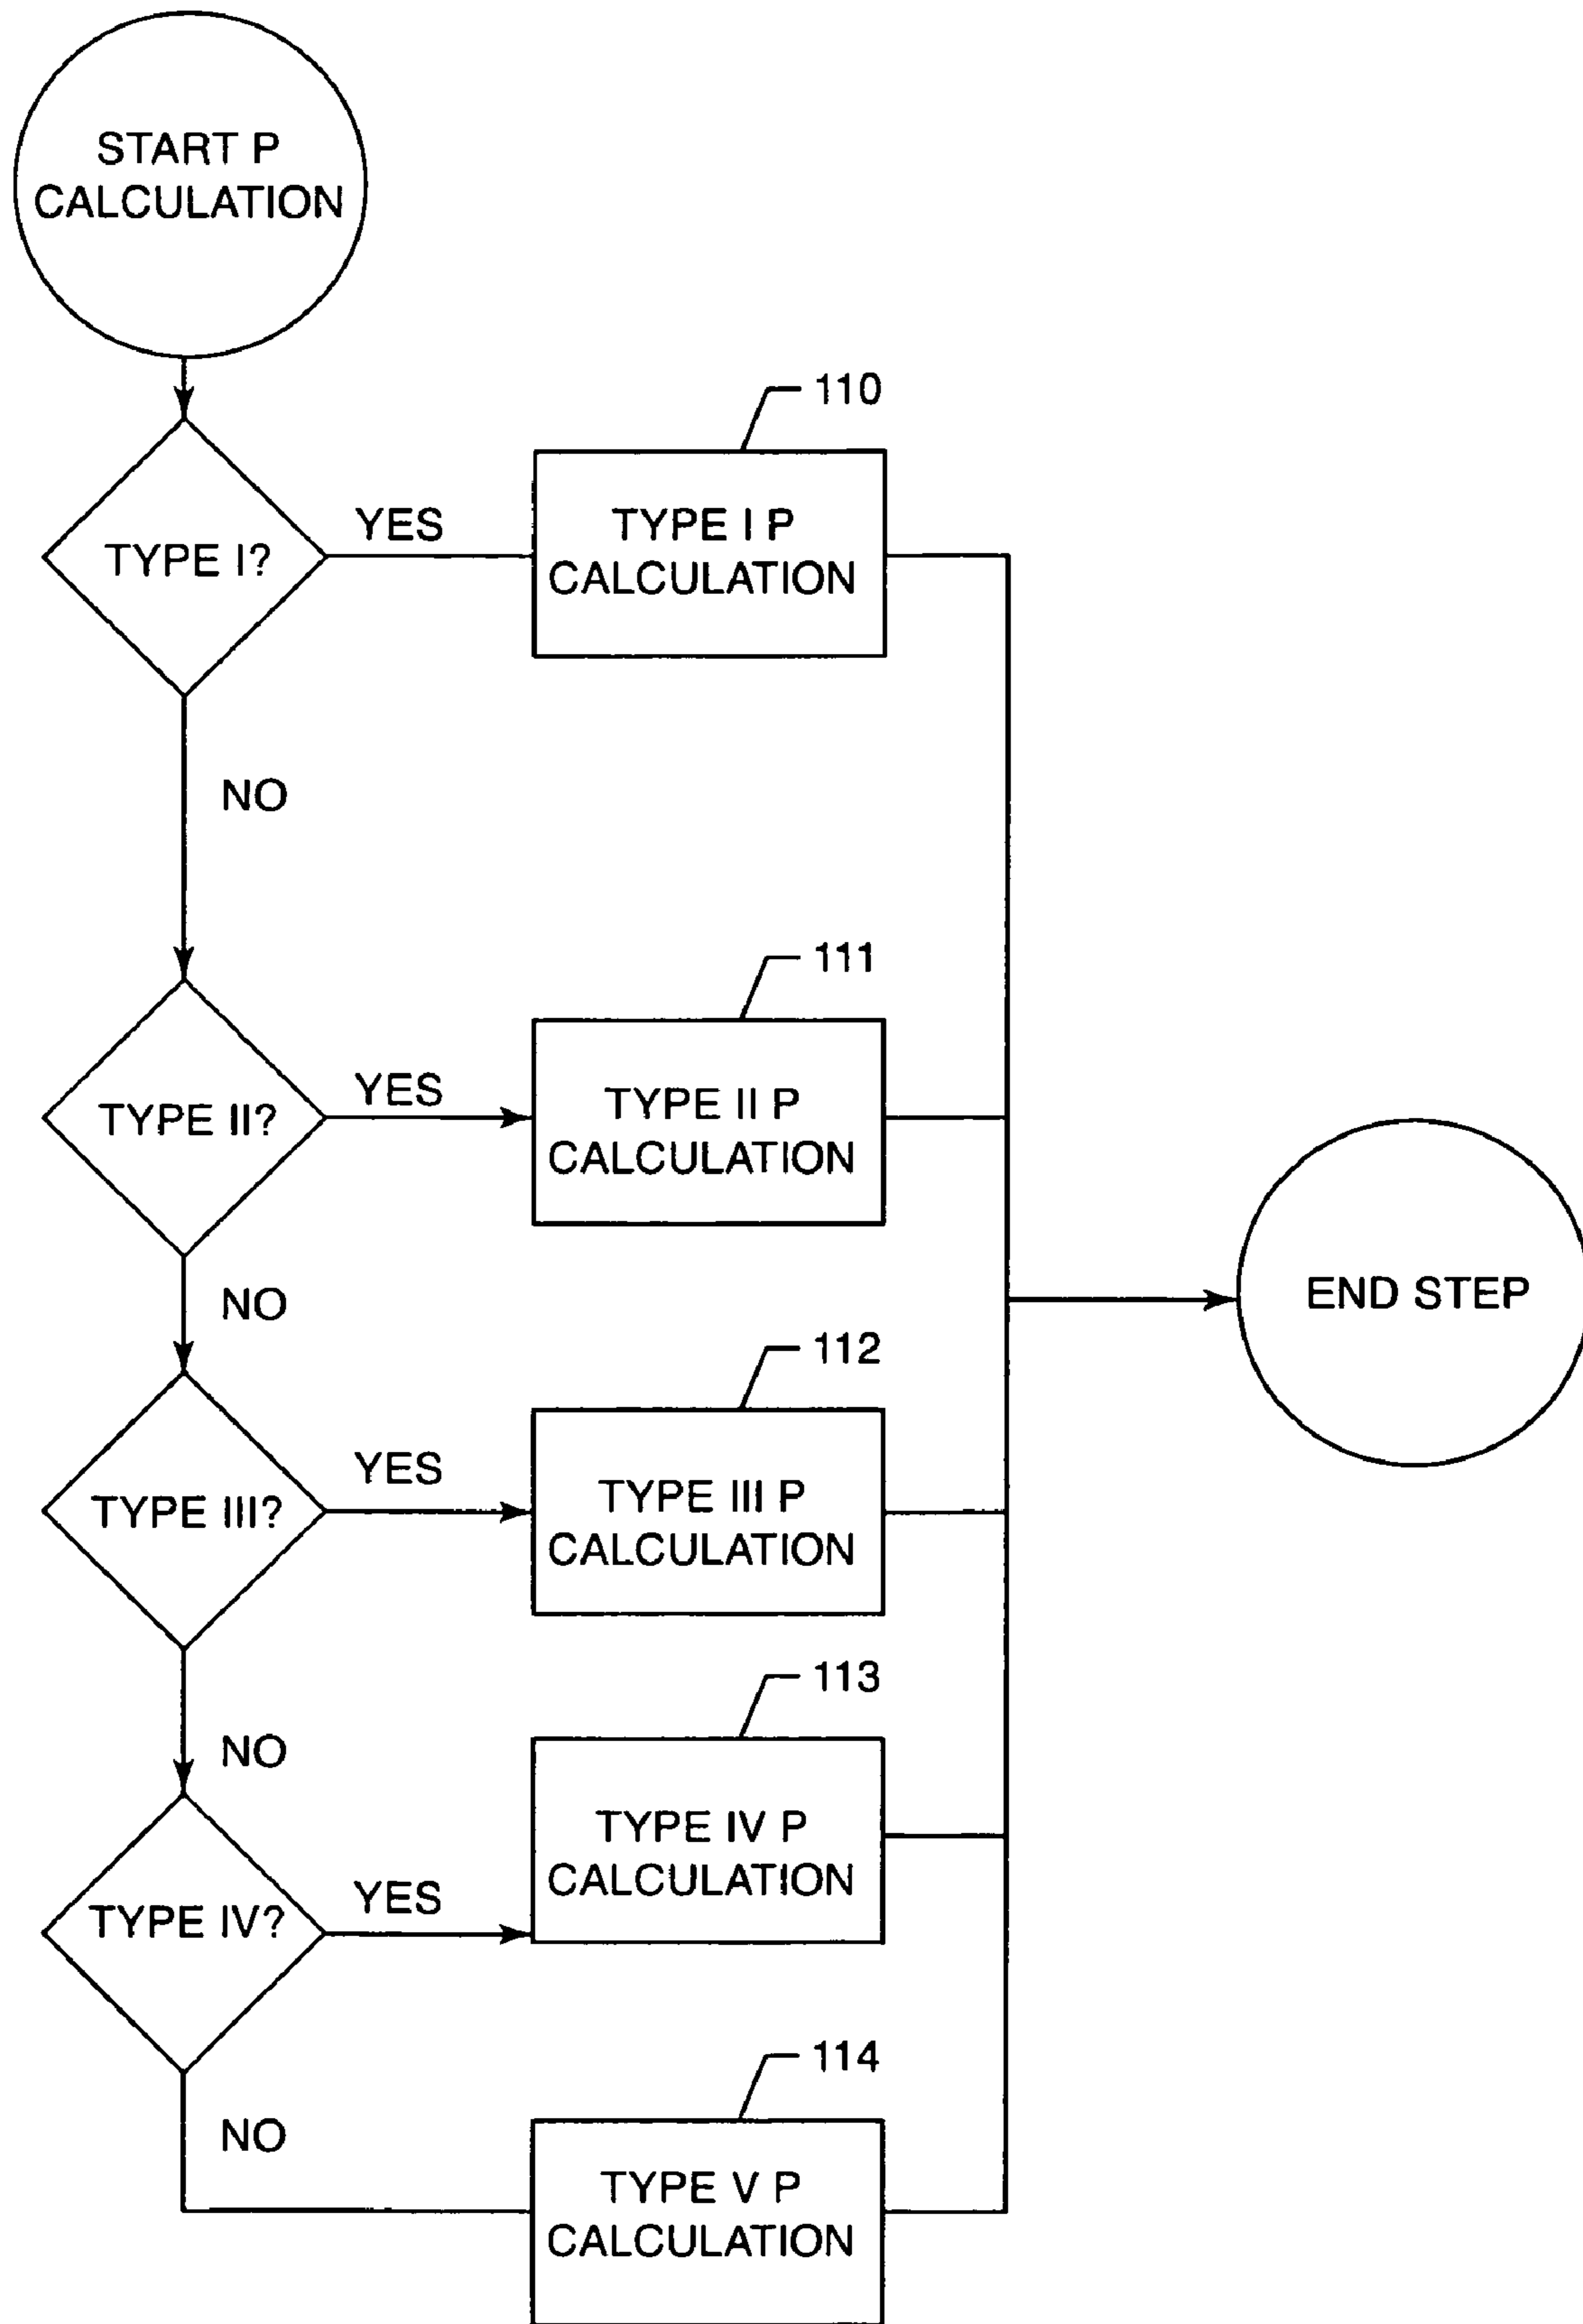 START P
CALCULATION
110
YES
TYPE I P
CALCULATION
TYPE I?
NO
111
YES
TYPE II P
CALCULATION
TYPE II?
NO
END STEP
112
YES
TYPE III P
CALCULATION
TYPE III?
NO
113
YES
TYPE IV P
CALCULATION
TYPE IV?
NO
114
TYPE V P
CALCULATION